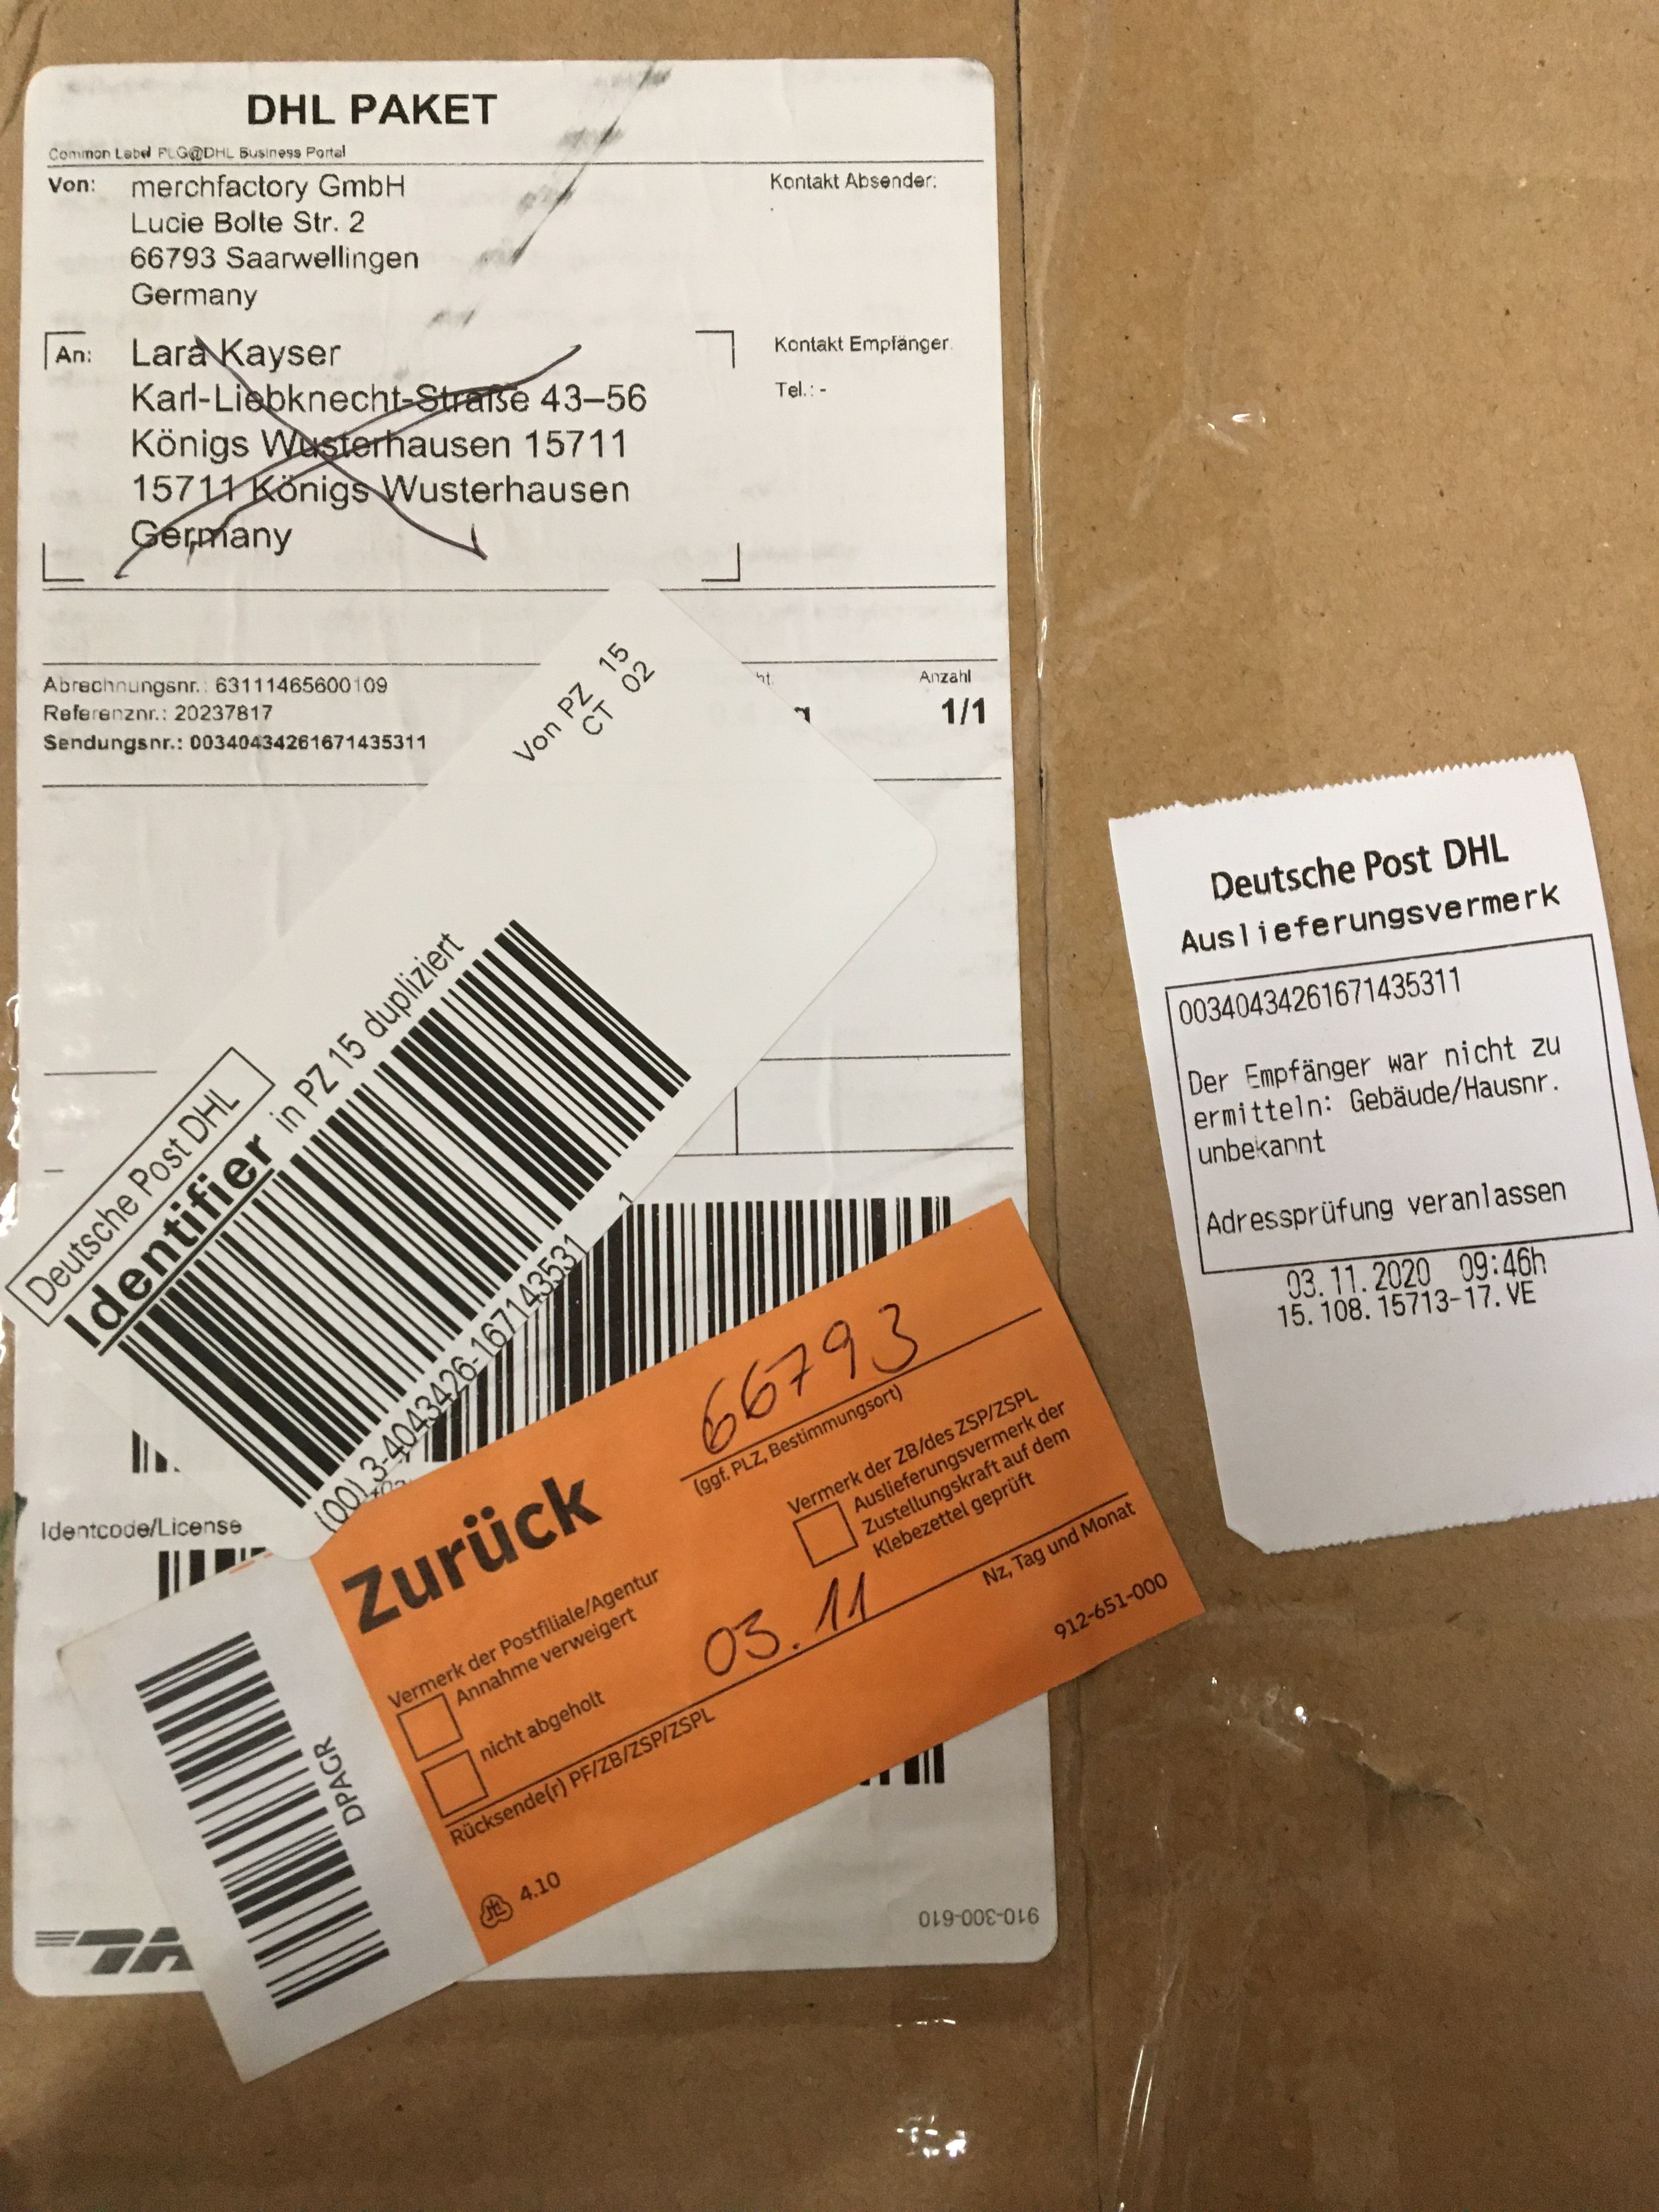 DHL PAKET
Common Label PLG@DHL Business Portal
Von: merchfactory GmbH
Lucie Bolte Str. 2
66793 Saarwellingen
Germany
Kontakt Absender:
An: Lara Kayser
Karl-Liebknecht-Straße 43–56
Königs Wusterhausen 15711
15711 Königs Wusterhausen
Germany
Kontakt Empfänger
Tel.: -
Abrechnungsnr.: 63111465600109
Referenznr.: 20237817
Sendungsnr.: 00340434261671435311
Anzahl
1/1
Von PZ 15
CT 02
Deutsche Post DHL
Identifier in PZ 15 dupliziert
(00) 3-4043426-167143531 1
Identcode/License
Zurück
66793
(ggf. PLZ, Bestimmungsort)
Vermerk der Postfiliale/Agentur
Annahme verweigert
nicht abgeholt
Vermerk der ZB/des ZSP/ZSPL
Auslieferungsvermerk der
Zustellungskraft auf dem
Klebezettel geprüft
03.11
Rücksende(r) PF/ZB/ZSP/ZSPL
Nz, Tag und Monat
4.10
912-651-000
DPAGR
910-300-610
Deutsche Post DHL
Auslieferungsvermerk
00340434261671435311
Der Empfänger war nicht zu
ermitteln: Gebäude/Hausnr.
unbekannt
Adressprüfung veranlassen
03.11.2020 09:46h
15.108.15713-17.VE